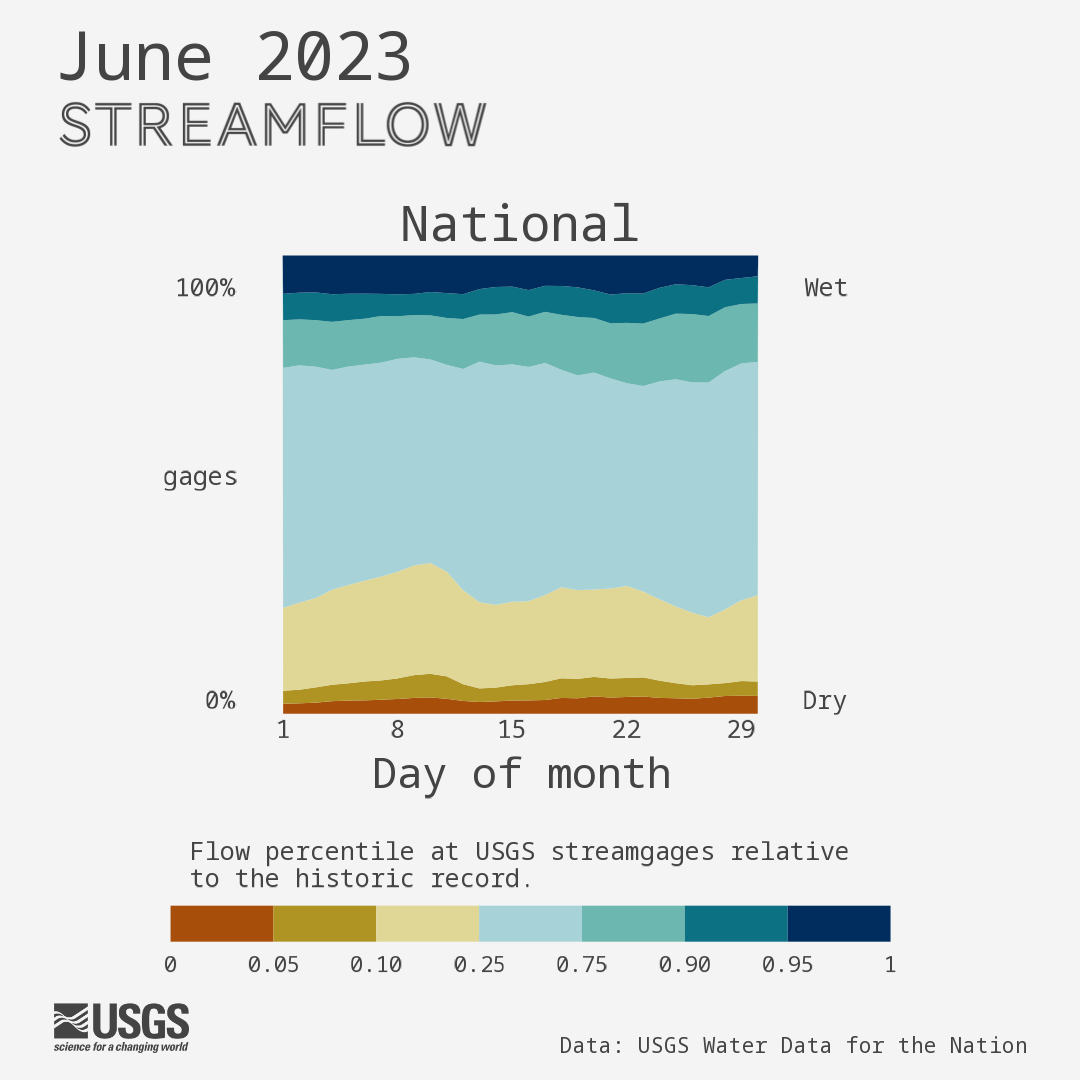 June 2023
STREAMFLOW
National
100%
Wet
gages
0%
Dry
1 8 15 22 29
Day of month
Flow percentile at USGS streamgages relative
to the historic record.
0 0.05 0.10 0.25 0.75 0.90 0.95 1
USGS
science for a changing world
Data: USGS Water Data for the Nation